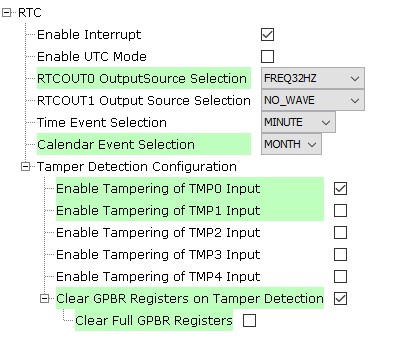 RTC
Enable Interrupt
Enable UTC Mode
RTCOUT0 OutputSource Selection FREQ32HZ
RTCOUT1 Output Source Selection NO_WAVE
Time Event Selection MINUTE
Calendar Event Selection MONTH
Tamper Detection Configuration
Enable Tampering of TMP0 Input
Enable Tampering of TMP1 Input
Enable Tampering of TMP2 Input
Enable Tampering of TMP3 Input
Enable Tampering of TMP4 Input
Clear GPBR Registers on Tamper Detection
Clear Full GPBR Registers